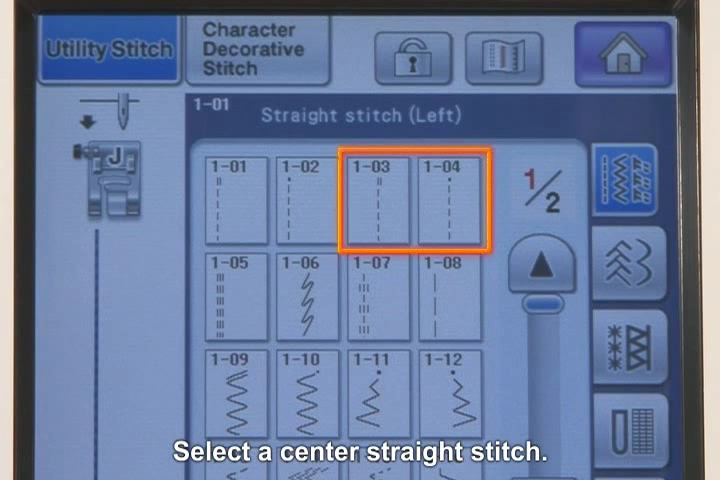 Utility Stitch
Character
Decorative
Stitch
1-01
Straight stitch (Left)
J
1-01 1-02 1-03 1-04
1/2
1-05 1-06 1-07 1-08
1-09 1-10 1-11 1-12
Select a center straight stitch.